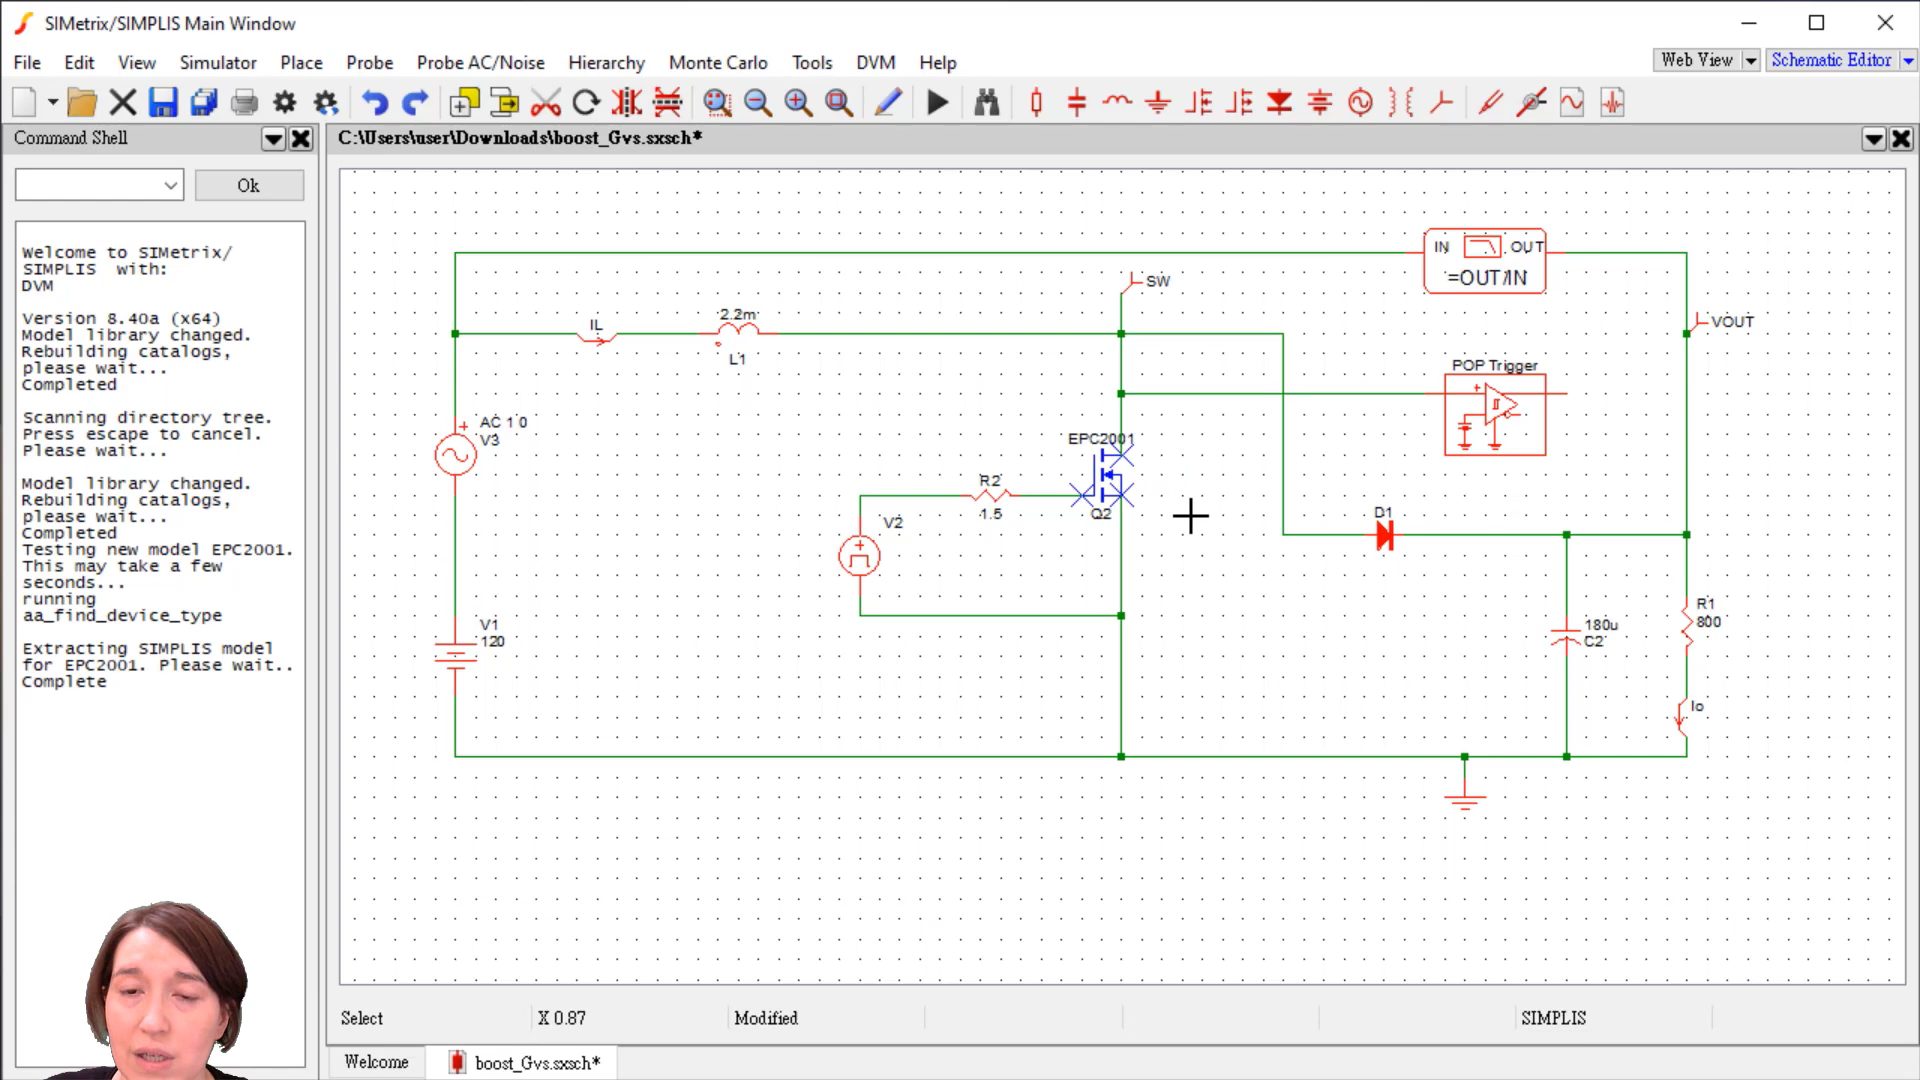 SIMetrix/SIMPLIS Main Window
File Edit View Simulator Place Probe Probe AC/Noise Hierarchy Monte Carlo Tools DVM Help
Web View
Schematic Editor
Command Shell
C:\Users\user\Downloads\boost_Gvs.sxsch*
Ok
Welcome to SIMetrix/
SIMPLIS  with:
DVM
Version 8.40a (x64)
Model library changed.
Rebuilding catalogs,
please wait...
Completed
Scanning directory tree.
Press escape to cancel.
Please wait...
Model library changed.
Rebuilding catalogs,
please wait...
Completed
Testing new model EPC2001.
This may take a few
seconds...
running
aa_find_device_type
Extracting SIMPLIS model
for EPC2001. Please wait..
Complete
IN OUT
=OUT/IN
SW
IL
2.2m
L1
VOUT
POP Trigger
AC 1 0
V3
EPC2001
R2
1.5
Q2
V2
D1
V1
120
180u
C2
R1
800
Io
Select
X 0.87
Modified
SIMPLIS
Welcome
boost_Gvs.sxsch*